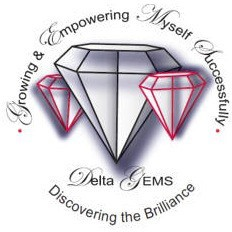 • Growing & Empowering Myself Successfully •
Delta GEMS
Discovering the Brilliance